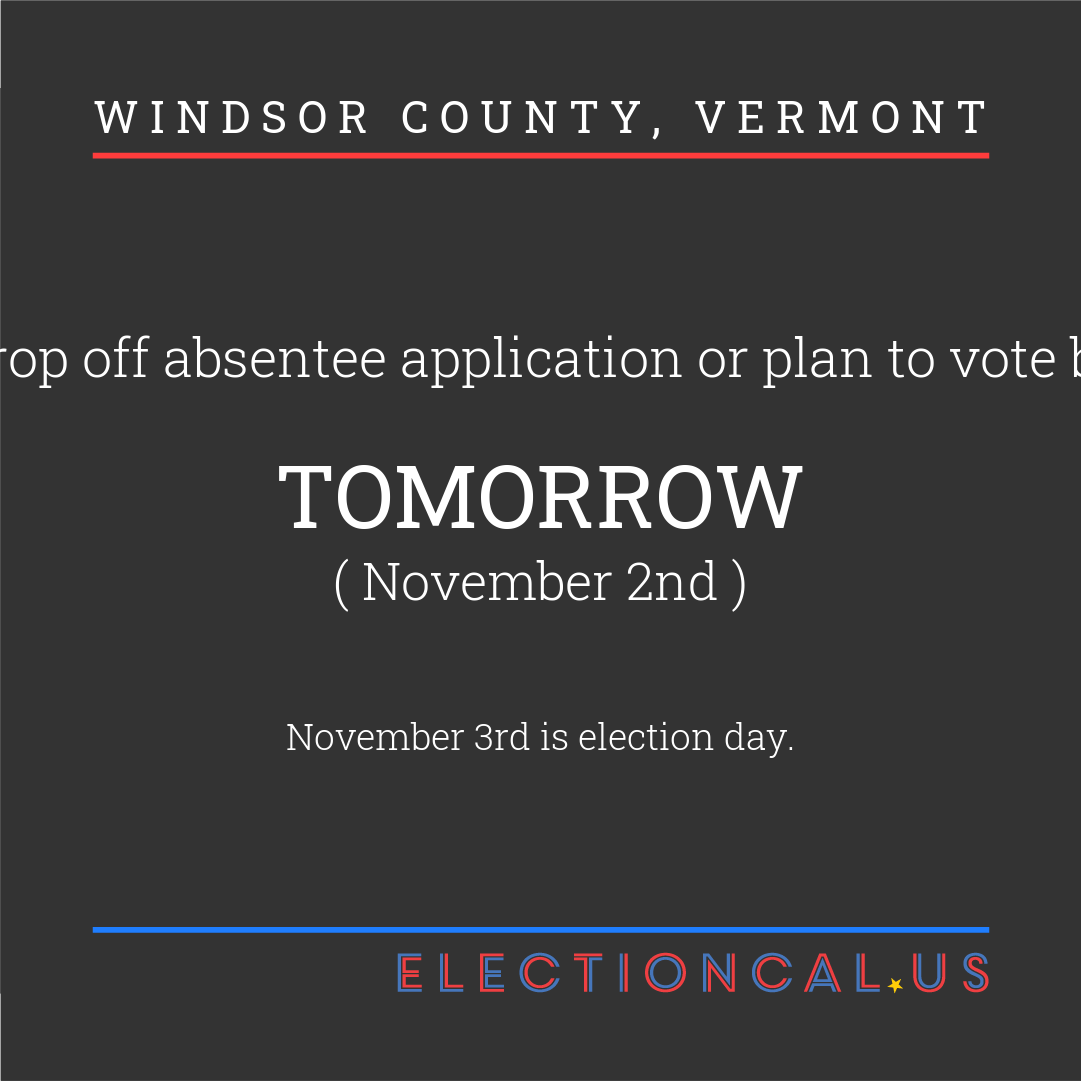 WINDSOR COUNTY, VERMONT
rop off absentee application or plan to vote b
TOMORROW
( November 2nd )
November 3rd is election day.
ELECTIONCAL.US